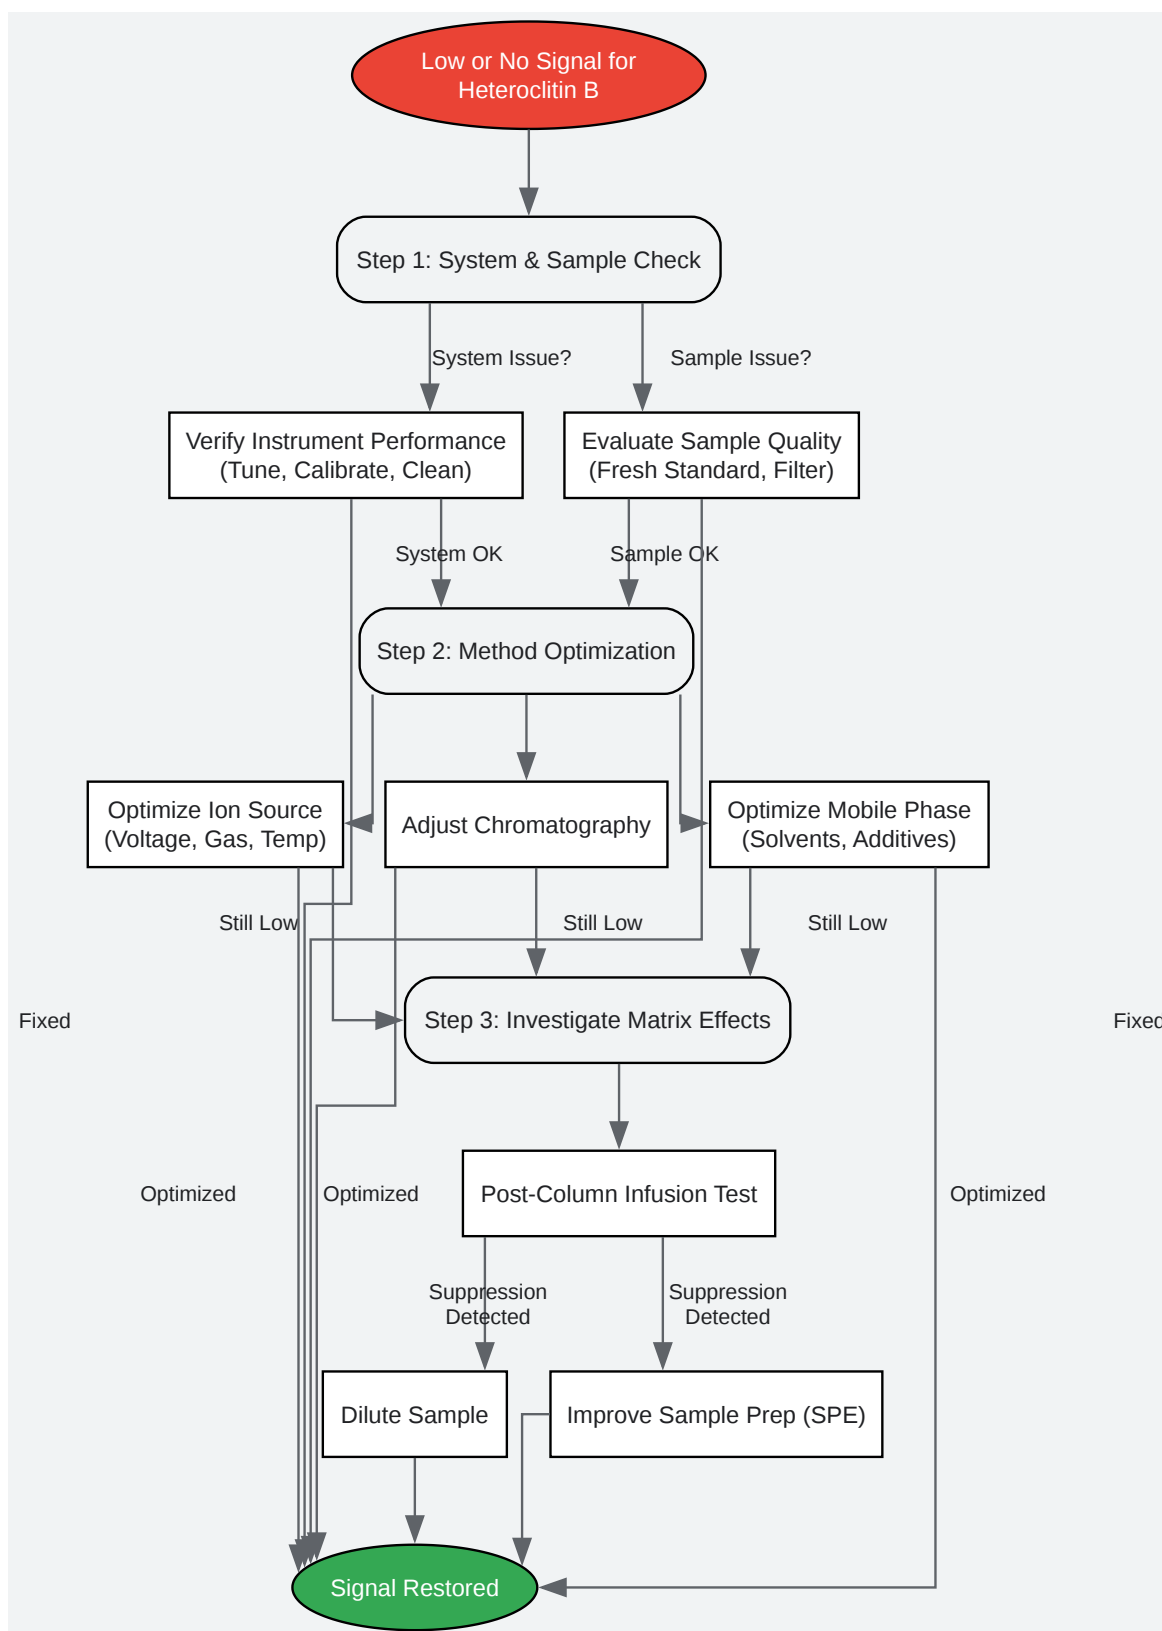 Low or No Signal for
Heteroclitin B
Step 1: System & Sample Check
System Issue?
Sample Issue?
Verify Instrument Performance
(Tune, Calibrate, Clean)
Evaluate Sample Quality
(Fresh Standard, Filter)
System OK
Sample OK
Step 2: Method Optimization
Optimize Ion Source
(Voltage, Gas, Temp)
Adjust Chromatography
Optimize Mobile Phase
(Solvents, Additives)
Still Low
Still Low
Still Low
Fixed
Step 3: Investigate Matrix Effects
Fixed
Optimized
Optimized
Post-Column Infusion Test
Optimized
Suppression
Detected
Suppression
Detected
Dilute Sample
Improve Sample Prep (SPE)
Signal Restored